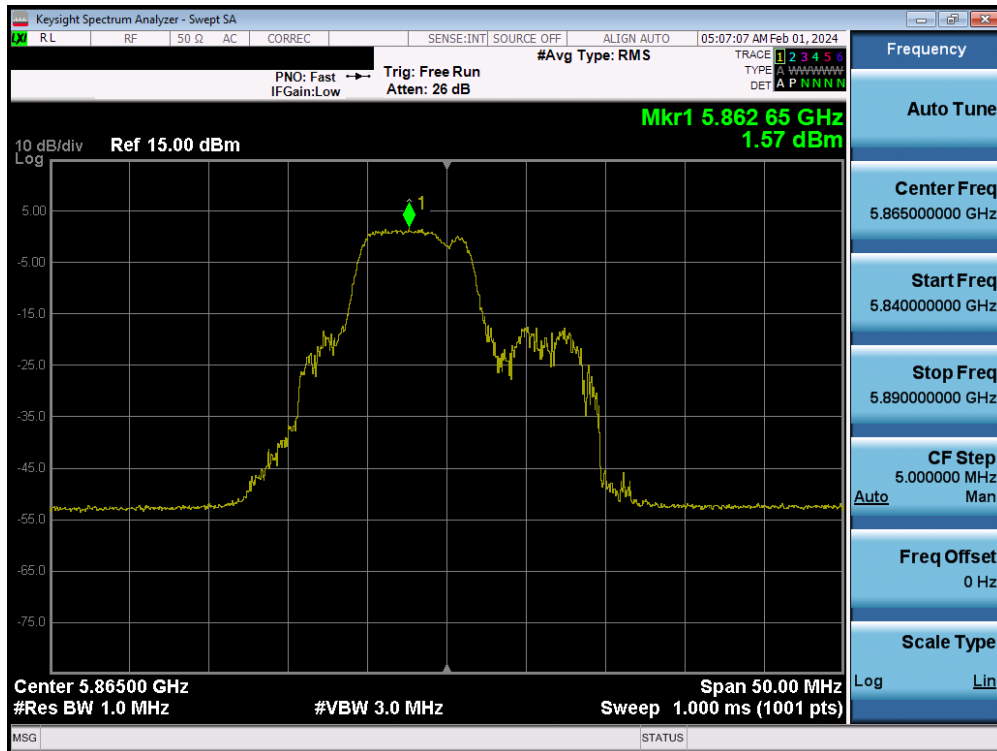 Keysight Spectrum Analyzer - Swept SA
LXI RL RF 50 Ω AC CORREC SENSE:INT SOURCE OFF ALIGN AUTO 05:07:07 AM Feb 01, 2024
#Avg Type: RMS
TRACE 1 2 3 4 5 6
PNO: Fast Trig: Free Run
TYPE A WWWWW
IFGain:Low Atten: 26 dB
DET A P N N N N
Mkr1 5.862 65 GHz
1.57 dBm
10 dB/div Ref 15.00 dBm
Log
1
5.00
-5.00
-15.0
-25.0
-35.0
-45.0
-55.0
-65.0
-75.0
Center 5.86500 GHz
Span 50.00 MHz
#Res BW 1.0 MHz
#VBW 3.0 MHz
Sweep 1.000 ms (1001 pts)
MSG
STATUS
Frequency
Auto Tune
Center Freq
5.865000000 GHz
Start Freq
5.840000000 GHz
Stop Freq
5.890000000 GHz
CF Step
5.000000 MHz
Auto Man
Freq Offset
0 Hz
Scale Type
Log Lin